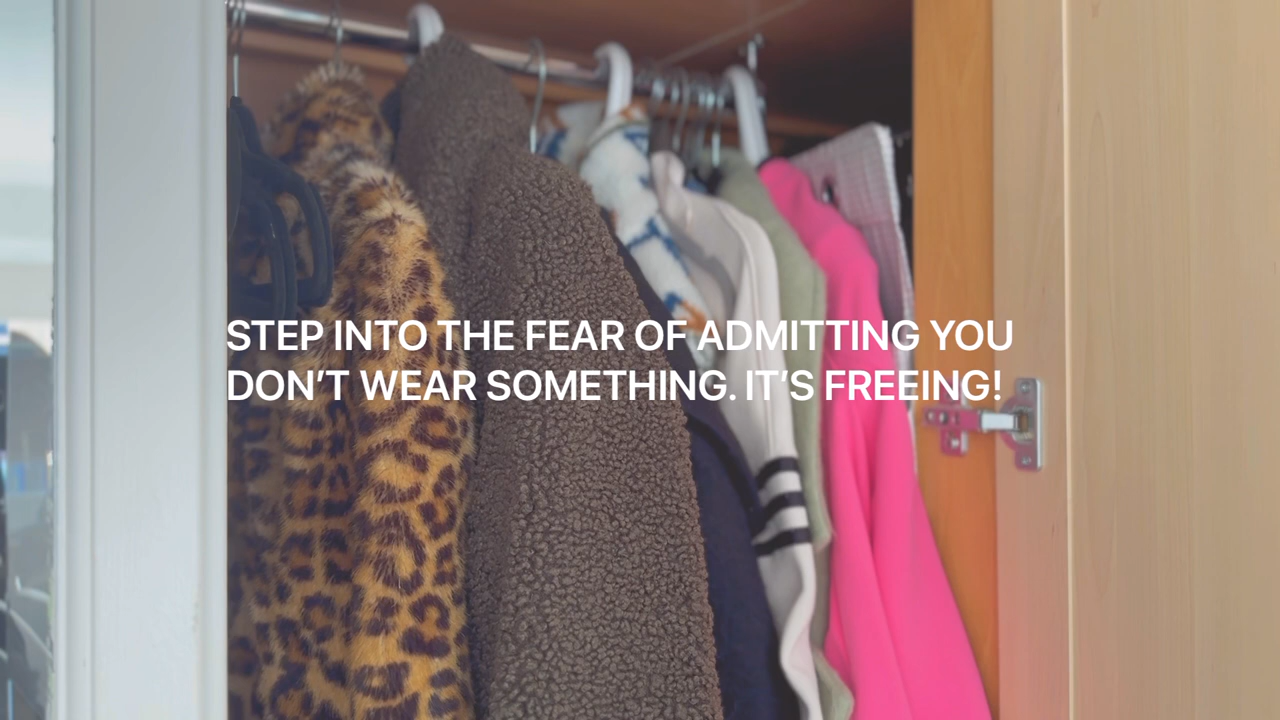 STEP INTO THE FEAR OF ADMITTING YOU
DON’T WEAR SOMETHING. IT’S FREEING!